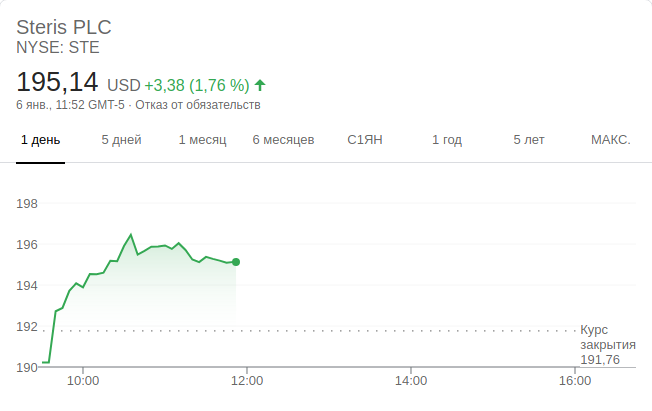 Steris PLC
NYSE: STE
195,14 USD +3,38 (1,76 %)
6 янв., 11:52 GMT-5 · Отказ от обязательств
1 день 5 дней 1 месяц 6 месяцев С1ЯН 1 год 5 лет МАКС.
198
196
194
192
Курс
закрытия
191,76
190
10:00 12:00 14:00 16:00